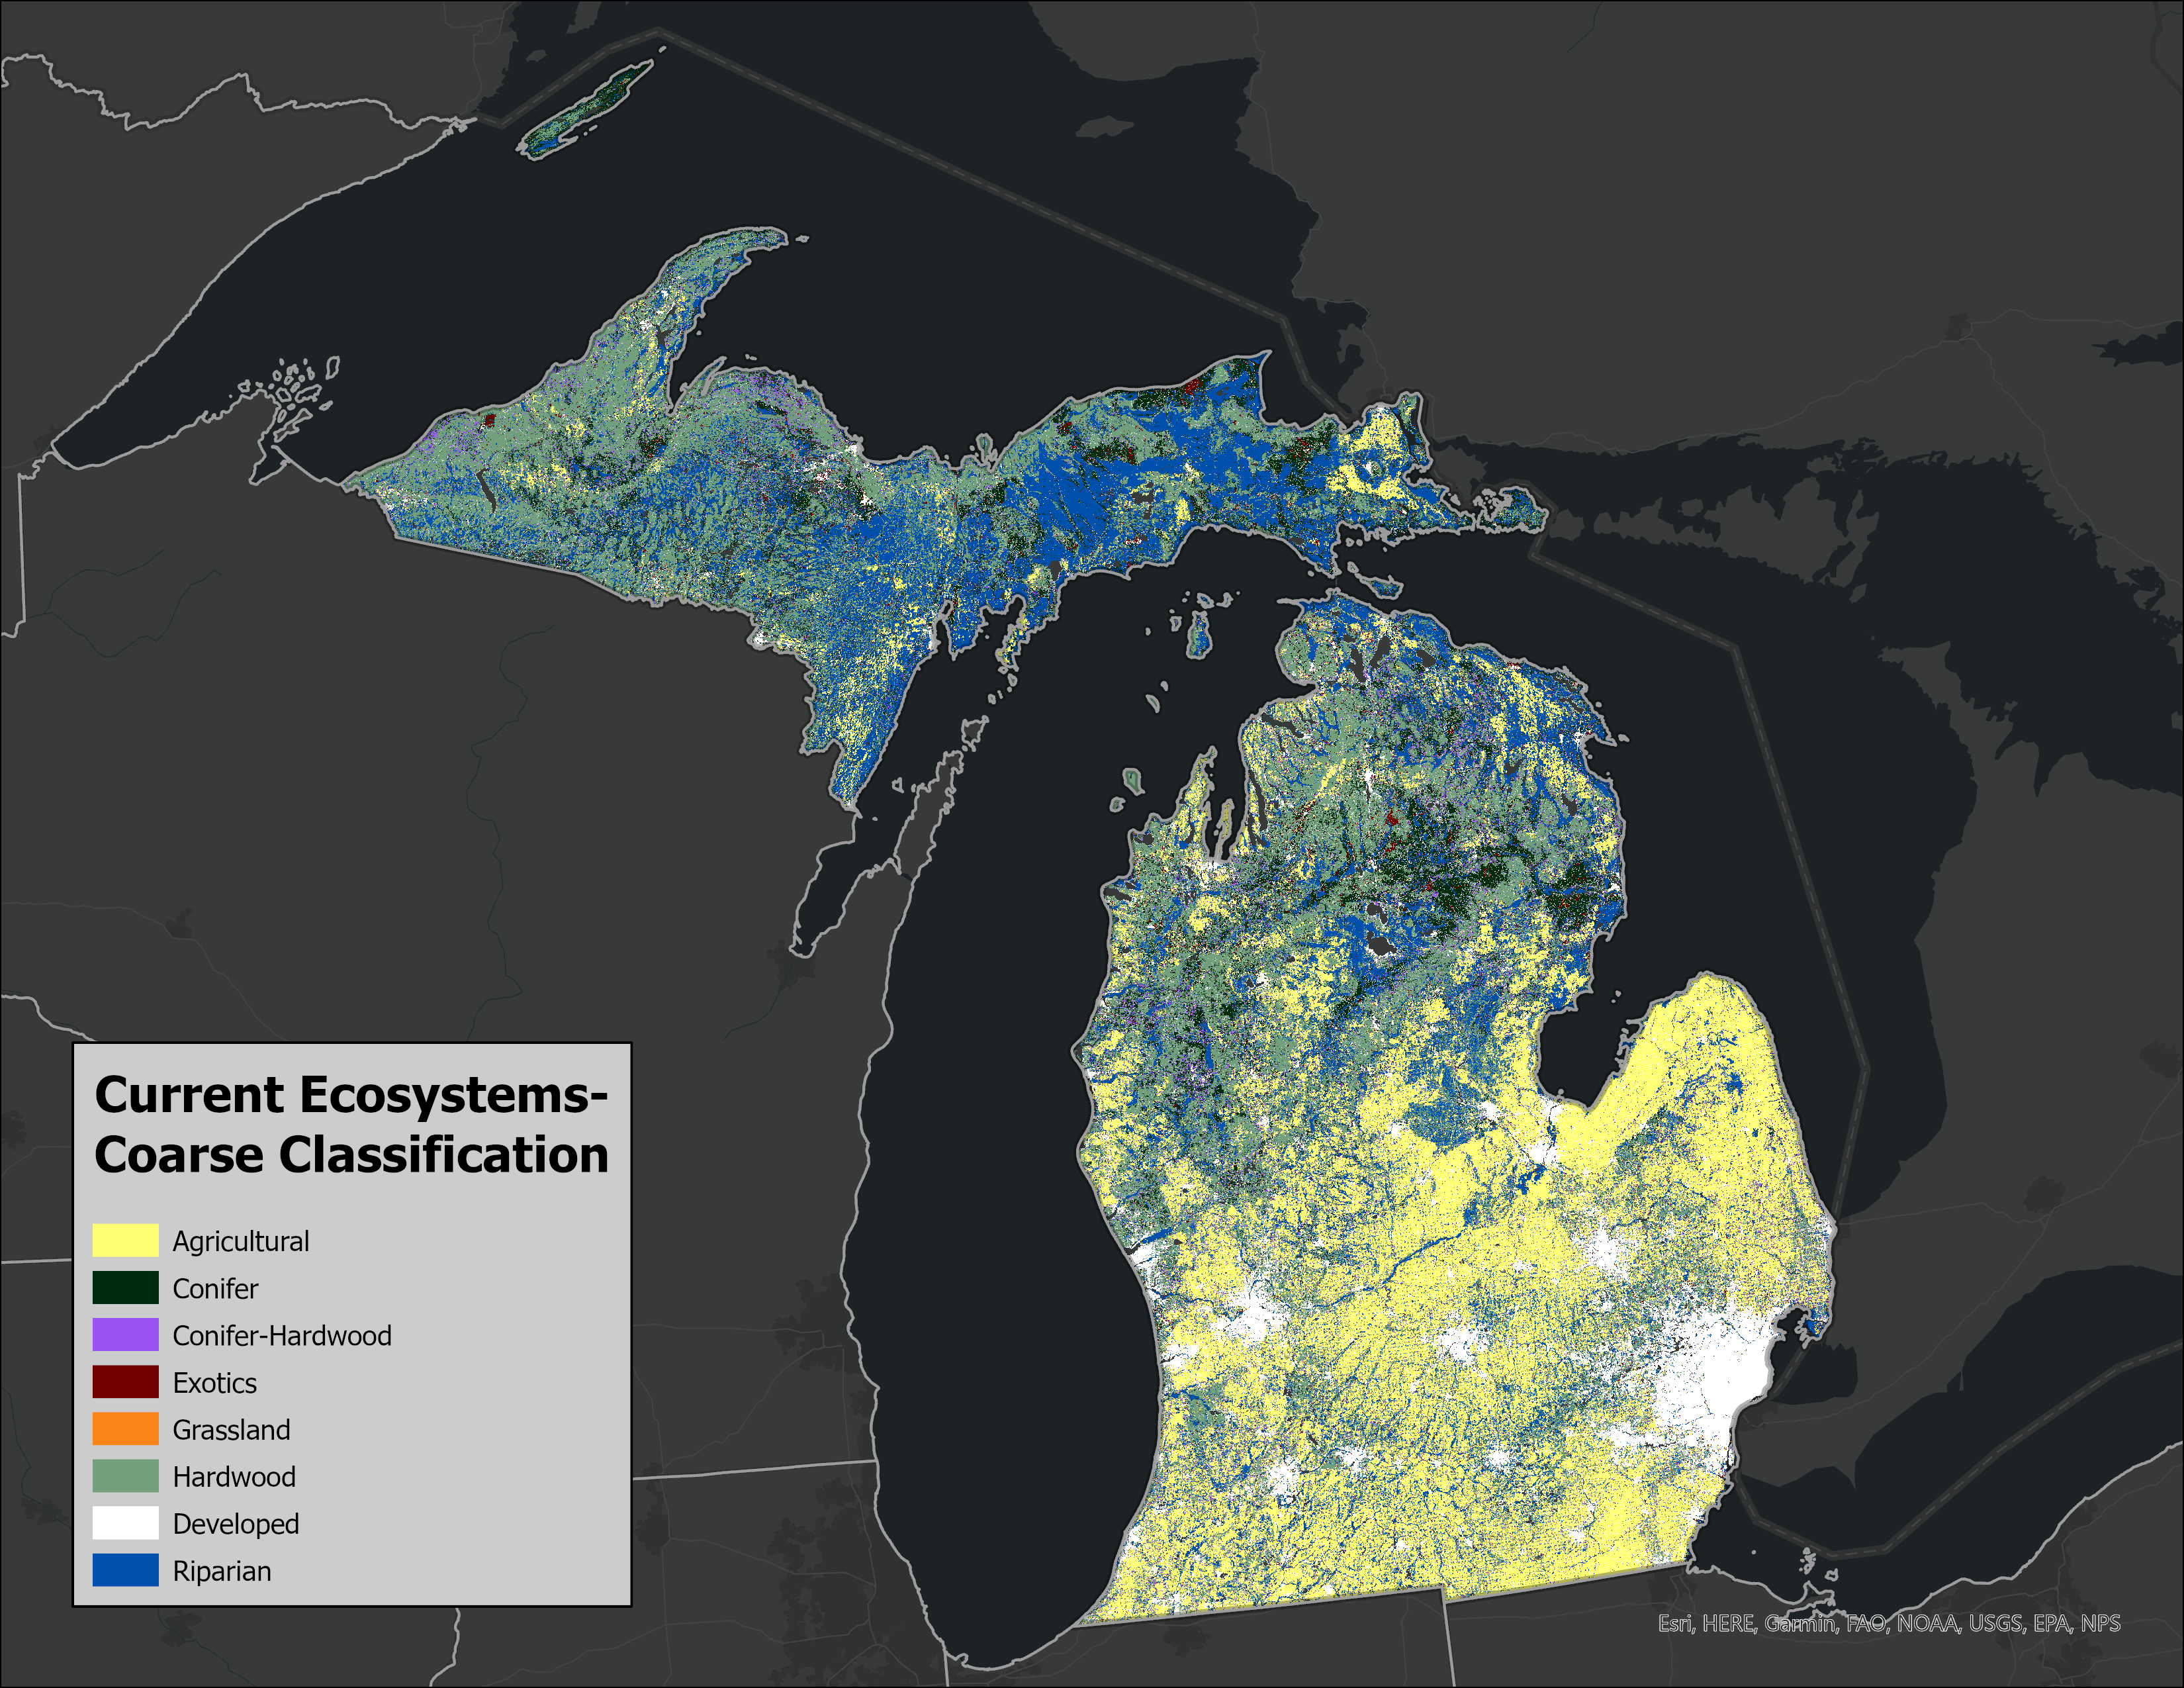 Current Ecosystems-
Coarse Classification
Agricultural
Conifer
Conifer-Hardwood
Exotics
Grassland
Hardwood
Developed
Riparian
Esri, HERE, Garmin, FAO, NOAA, USGS, EPA, NPS